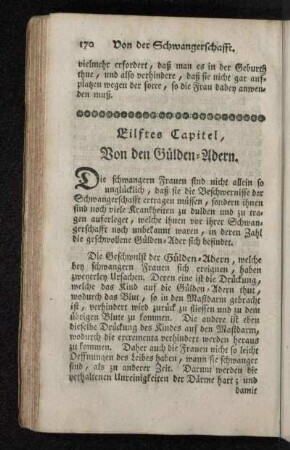 170 Von der Schwangerschafft.
vielmehr erfordert, daß man es in der Geburth
thue, und also verhindere, daß sie nicht gar auf-
platzen wegen der force, so die Frau dabey anwen-
den muß.
Eilftes Capitel,
Von den Gülden-Adern.
Die schwangern Frauen sind nicht allein so
unglücklich, daß sie die Beschwernisse der
Schwangerschafft ertragen müssen, sondern ihnen
sind noch viele Kranckheiten zu dulden und zu tra-
gen auferleget, welche ihnen vor ihrer Schwan-
gerschafft noch unbekannt waren, in deren Zahl
die geschwollene Gülden-Ader sich befindet.
Die Geschwulst der Gülden-Adern, welche
bey schwangern Frauen sich ereignen, haben
zweyerley Ursachen. Deren eine ist die Drückung,
welche das Kind auf die Gülden-Adern thut,
wodurch das Blut, so in den Mastdarm gebracht
ist, verhindert wird zurück zu fliessen und zu dem
übrigen Blute zu kommen. Die andere ist eben
dieselbe Drückung des Kindes auf den Mastdarm,
wodurch die excrementa verhindert werden heraus
zu kommen. Daher auch die Frauen nicht so leicht
Oeffnungen des Leibes haben, wann sie schwanger
sind, als zu anderer Zeit. Darum werden die
verhaltenen Unreinigkeiten der Därme hart; und
damit